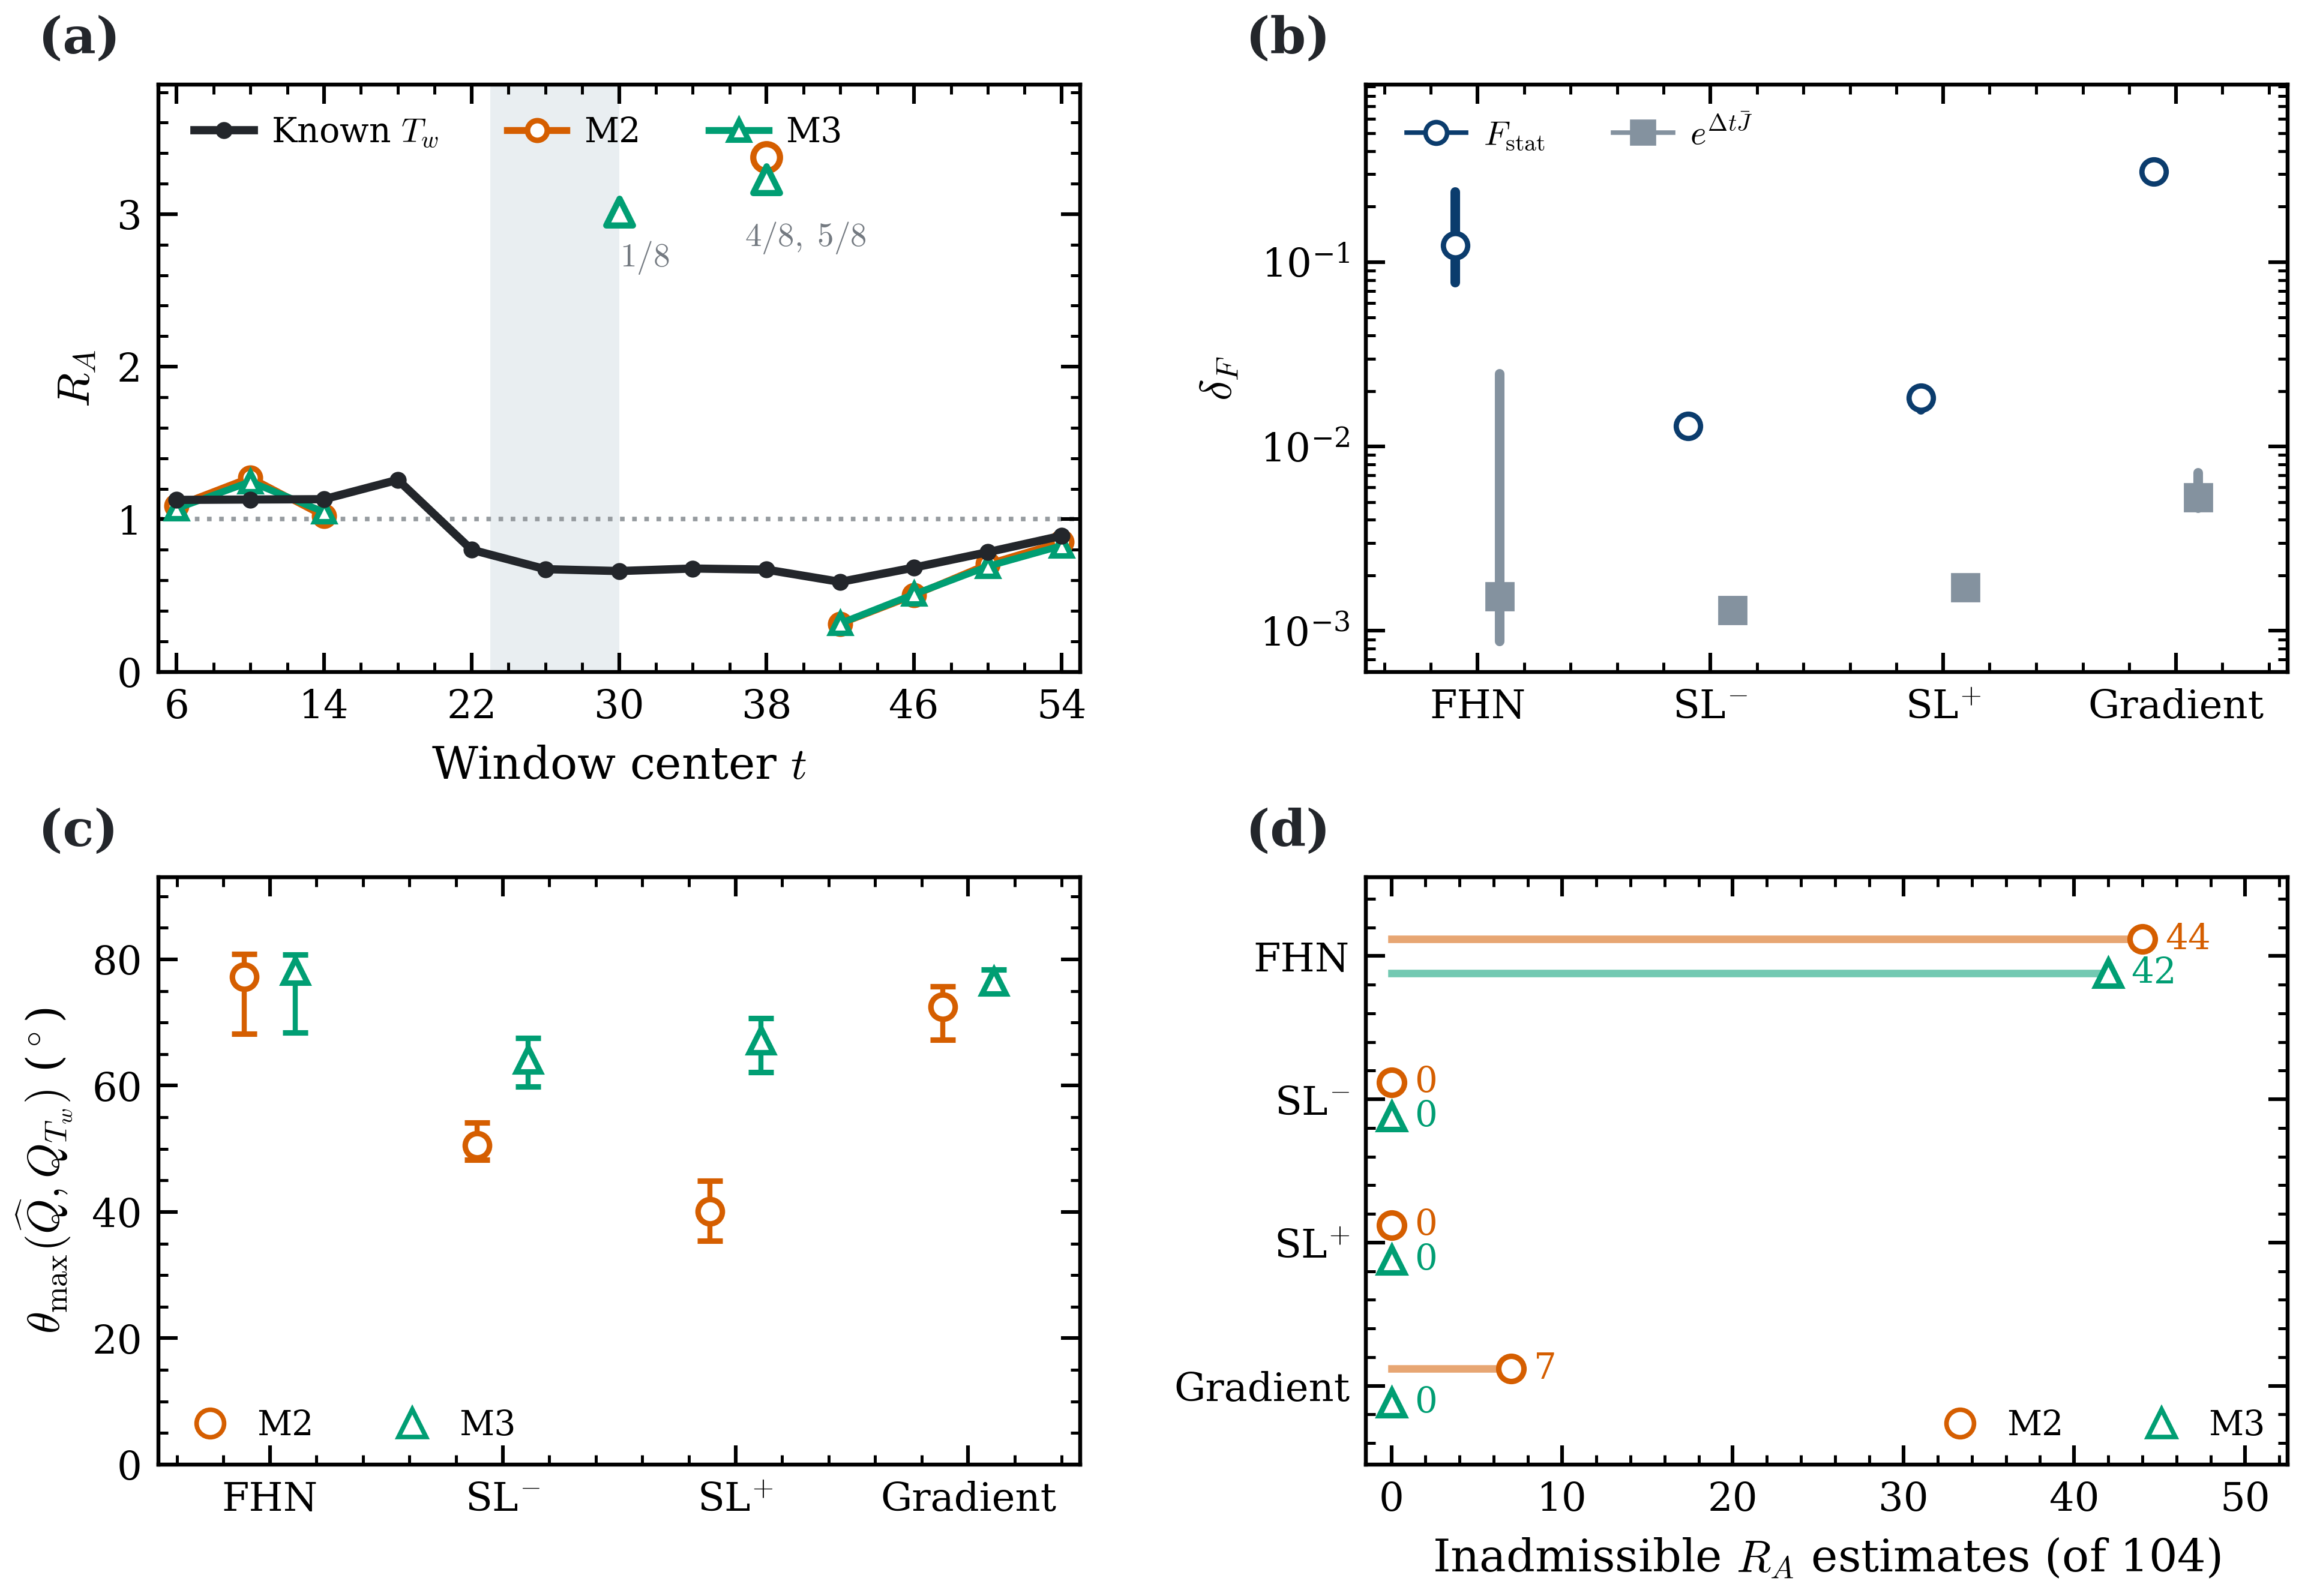 (a)
Known T_w M2 M3
1/8
4/8, 5/8
R_A
0 1 2 3
6 14 22 30 38 46 54
Window center t
(b)
F_stat e^{Δt J̄}
δ_F
10⁻¹
10⁻²
10⁻³
FHN SL⁻ SL⁺ Gradient
(c)
θ_max(Q̂, Q_{T_w}) (°)
80
60
40
20
0
M2 M3
FHN SL⁻ SL⁺ Gradient
(d)
FHN 44
42
SL⁻ 0
0
SL⁺ 0
0
Gradient 7
0
M2 M3
0 10 20 30 40 50
Inadmissible R_A estimates (of 104)